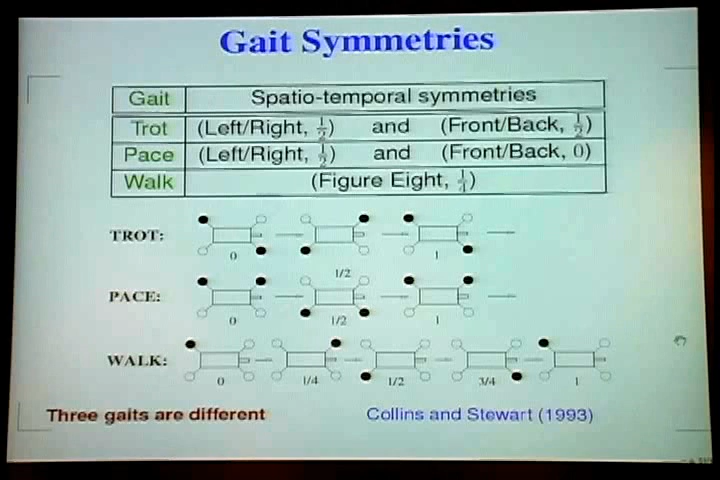 Gait Symmetries
Gait Spatio-temporal symmetries
Trot (Left/Right, 1/2) and (Front/Back, 1/2)
Pace (Left/Right, 1/2) and (Front/Back, 0)
Walk (Figure Eight, 1/4)
TROT:
0 1/2 1
PACE:
0 1/2 1
WALK:
0 1/4 1/2 3/4 1
Three gaits are different Collins and Stewart (1993)